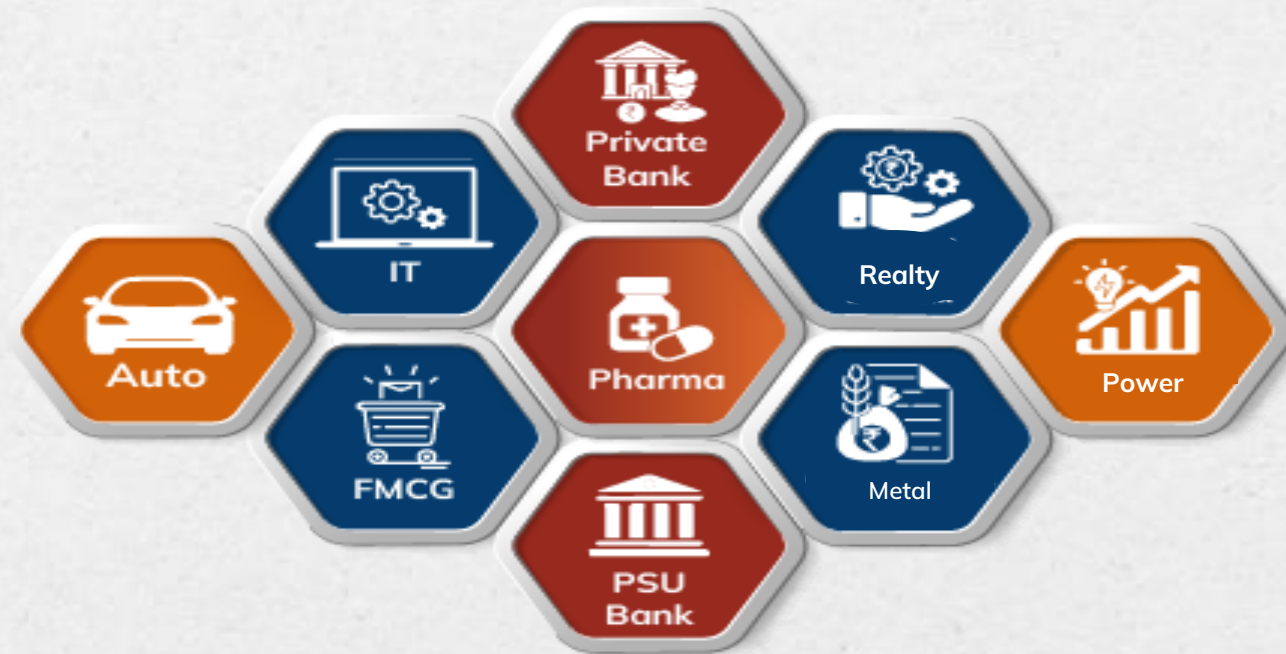 Private
Bank
IT
Realty
Auto
Pharma
Power
FMCG
Metal
PSU
Bank